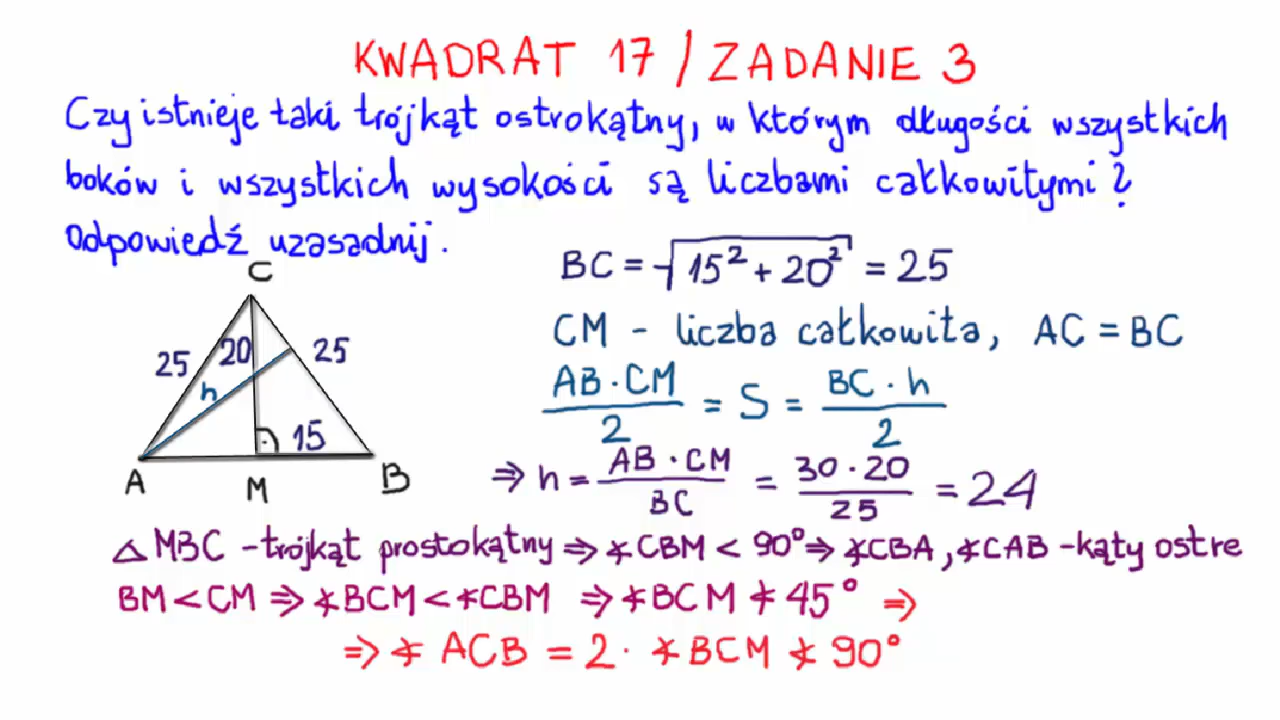 KWADRAT 17 / ZADANIE 3
Czy istnieje taki trójkąt ostrokątny, w którym długości wszystkich
boków i wszystkich wysokości są liczbami całkowitymi?
Odpowiedź uzasadnij.
C
25 20 25
h
15
A M B
BC = √15² + 20² = 25
CM - liczba całkowita, AC = BC
AB · CM / 2 = S = BC · h / 2
⇒ h = AB · CM / BC = 30 · 20 / 25 = 24
△ MBC - trójkąt prostokątny ⇒ ∢CBM < 90° ⇒ ∢CBA, ∢CAB - kąty ostre
BM < CM ⇒ ∢BCM < ∢CBM ⇒ ∢BCM ∢ 45° ⇒
⇒ ∢ ACB = 2 · ∢BCM ∢ 90°